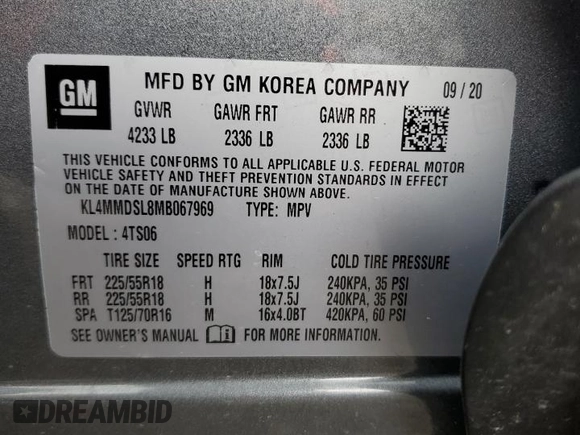 GM
MFD BY GM KOREA COMPANY 09 / 20
GVWR GAWR FRT GAWR RR
4233 LB 2336 LB 2336 LB
THIS VEHICLE CONFORMS TO ALL APPLICABLE U.S. FEDERAL MOTOR
VEHICLE SAFETY AND THEFT PREVENTION STANDARDS IN EFFECT
ON THE DATE OF MANUFACTURE SHOWN ABOVE.
KL4MMDSL8MB067969 TYPE: MPV
MODEL: 4TS06
TIRE SIZE SPEED RTG RIM COLD TIRE PRESSURE
FRT 225/55R18 H 18x7.5J 240KPA, 35 PSI
RR 225/55R18 H 18x7.5J 240KPA, 35 PSI
SPA T125/70R16 M 16x4.0BT 420KPA, 60 PSI
SEE OWNER'S MANUAL FOR MORE INFORMATION.
DREAMBID